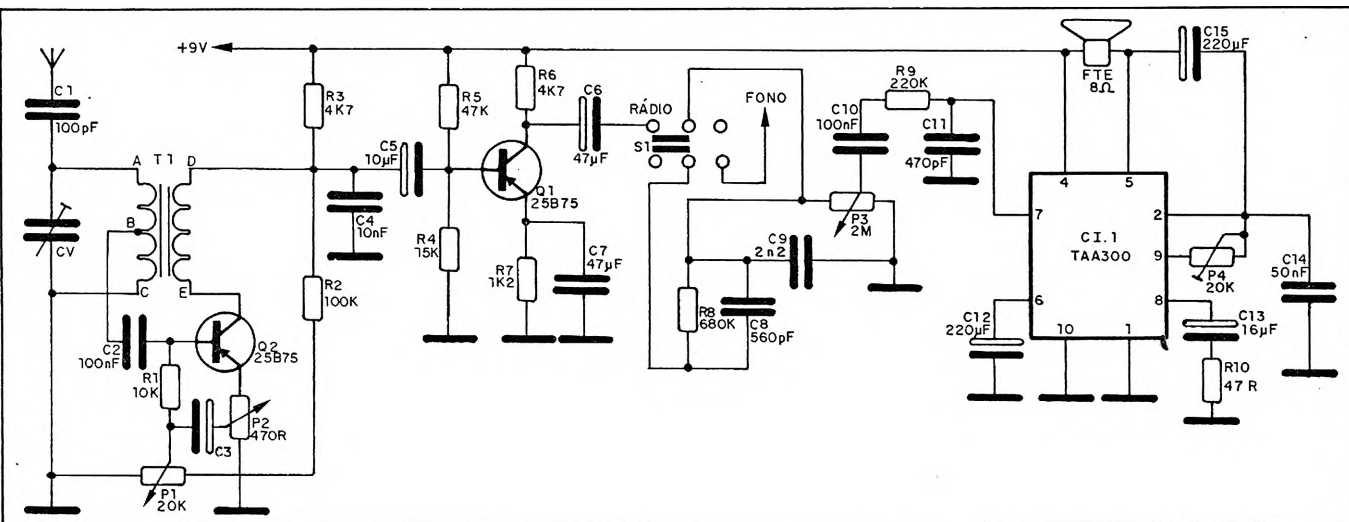 +9V
C1
100pF
A
T1
D
B
C
E
CV
C2
100nF
R1
10K
C3
P1
20K
P2
470R
Q2
25B75
R3
4K7
R2
100K
C4
10nF
C5
10µF
R5
47K
R4
15K
R6
4K7
Q1
25B75
R7
1K2
C7
47µF
C6
47µF
RÁDIO
S1
FONO
R8
680K
C8
560pF
C9
2n2
P3
2M
C10
100nF
R9
220K
C11
470pF
FTE
8Ω
C15
220µF
4
5
7
2
CI.1
TAA300
9
6
8
10
1
P4
20K
C12
220µF
C13
16µF
R10
47 R
C14
50nF